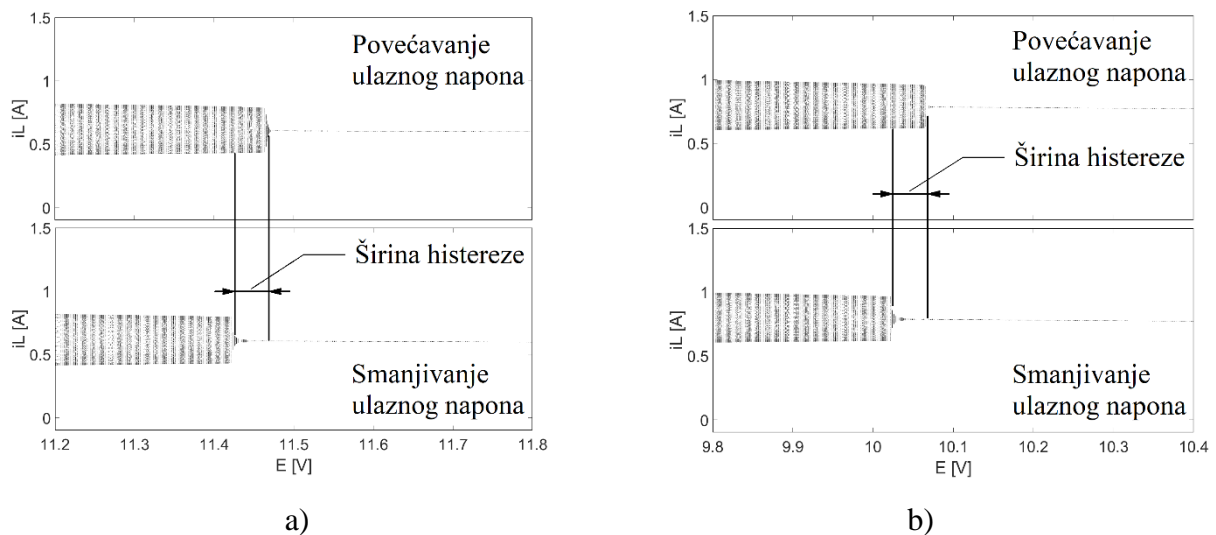 1.5
1
0.5
0
iL [A]
Povećavanje
ulaznog napona
1.5
1
0.5
0
iL [A]
Širina histereze
Smanjivanje
ulaznog napona
11.2
11.3
11.4
11.5
11.6
11.7
11.8
E [V]
a)
1.5
1
0.5
0
iL [A]
Povećavanje
ulaznog napona
Širina histereze
1.5
1
0.5
0
iL [A]
Smanjivanje
ulaznog napona
9.8
9.9
10
10.1
10.2
10.3
10.4
E [V]
b)